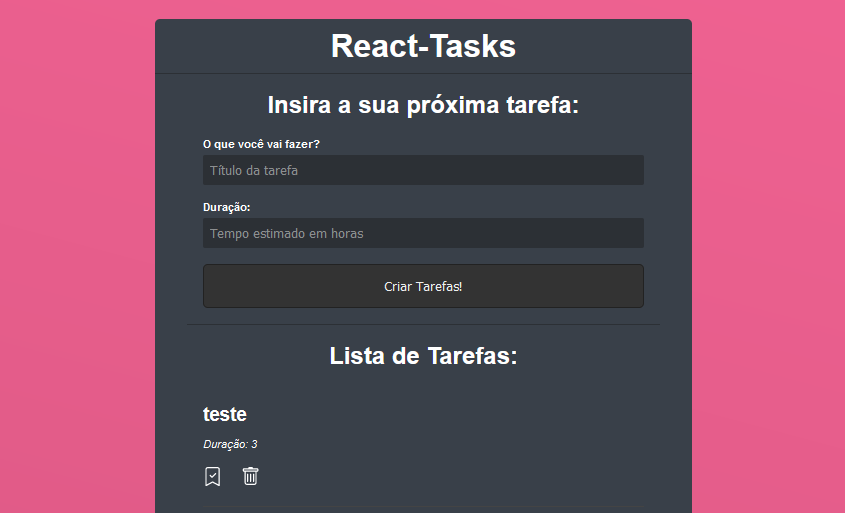 React-Tasks
Insira a sua próxima tarefa:
O que você vai fazer?
Título da tarefa
Duração:
Tempo estimado em horas
Criar Tarefas!
Lista de Tarefas:
teste
Duração: 3